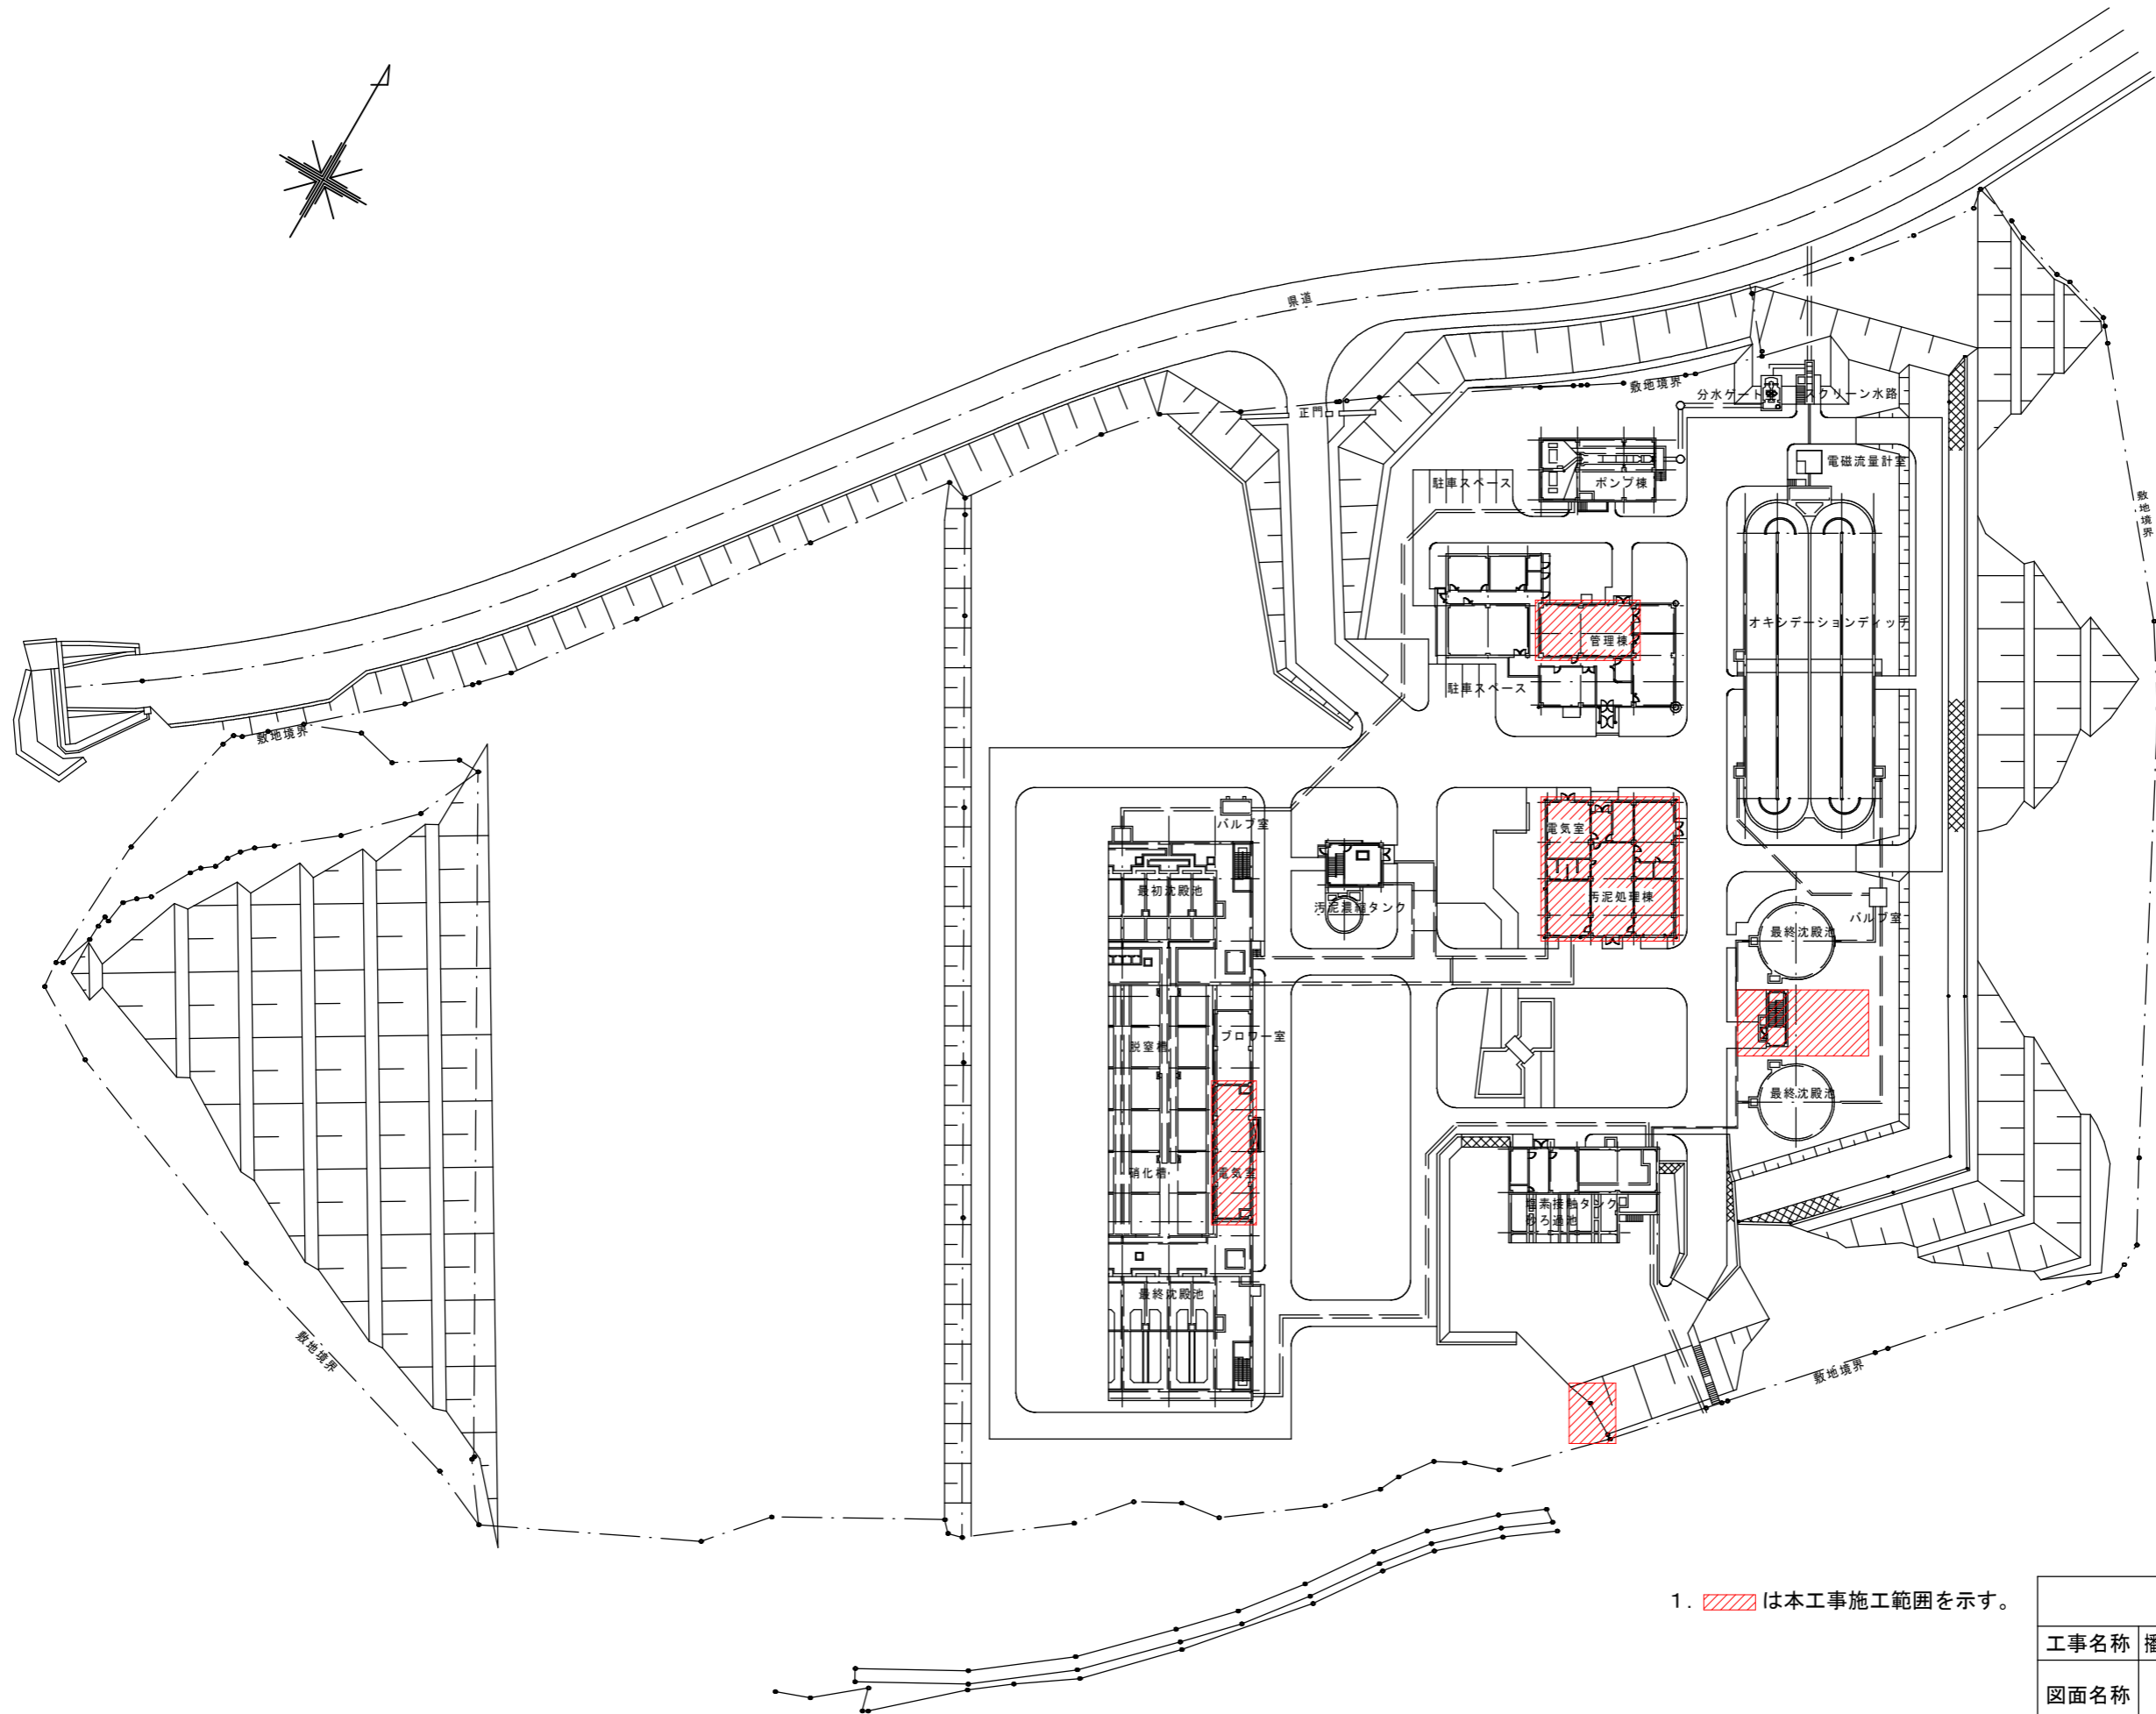 県道
敷地境界
正門
分水ゲート
スクリーン水路
電磁流量計室
駐車スペース
ポンプ棟
敷地境界
オキシデーションディッチ
管理棟
駐車スペース
敷地境界
バルブ室
電気室
最初沈殿池
汚泥濃縮タンク
汚泥処理棟
バルブ室
最終沈殿池
脱窒槽
ブロワー室
最終沈殿池
硝化槽
電気室
塩素接触タンク
砂ろ過池
最終沈殿池
敷地境界
敷地境界
1. は本工事施工範囲を示す。
工事名称
図面名称